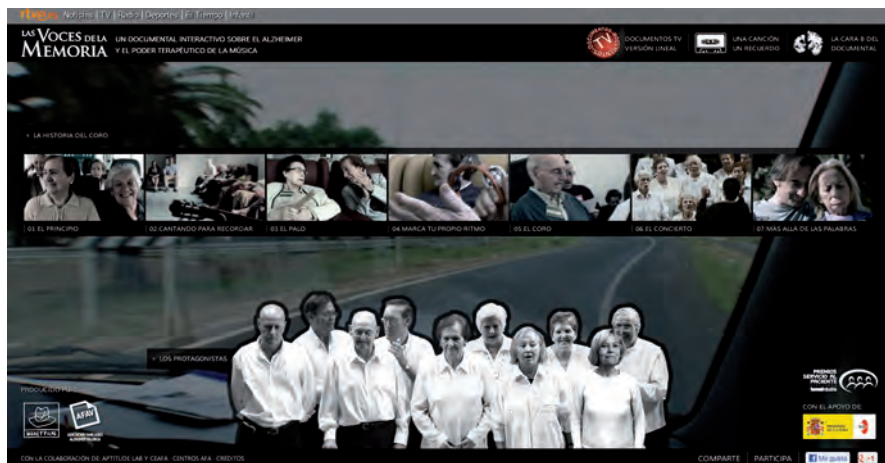 rtve.es Noticias | TV | Radio | Deportes | El Tiempo | Infantil
LAS VOCES DE LA MEMORIA
UN DOCUMENTAL INTERACTIVO SOBRE EL ALZHEIMER
Y EL PODER TERAPÉUTICO DE LA MÚSICA
DOCUMENTOS TV
VERSIÓN LINEAL
UNA CANCIÓN
UN RECUERDO
LA CARA B DEL
DOCUMENTAL
LA HISTORIA DEL CORO
01 EL PRINCIPIO
02 CANTANDO PARA RECORDAR
03 EL PALO
04 MARCA TU PROPIO RITMO
05 EL CORO
06 EL CONCIERTO
07 MÁS ALLÁ DE LAS PALABRAS
LOS PROTAGONISTAS
PRODUCIDO
AFAV
PREMIOS
SERVICIO AL
PACIENTE
CON EL APOYO DE:
CON LA COLABORACIÓN DE: APTITUDE LAB Y CEAFA · CENTROS AFA · CRÉDITOS
COMPARTE | PARTICIPA
Me gusta
+1